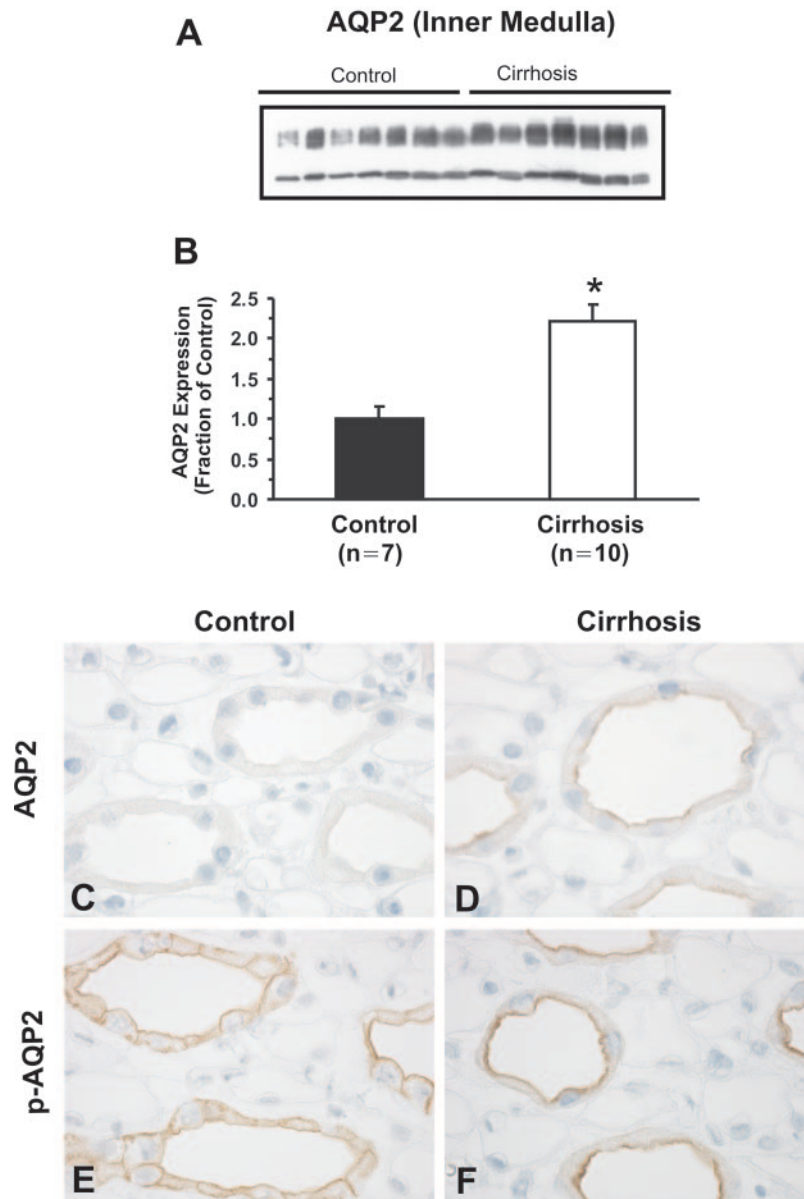 A
AQP2 (Inner Medulla)
Control Cirrhosis
B
AQP2 Expression
(Fraction of Control)
2.5
2.0
1.5
1.0
0.5
0.0
*
Control
(n=7)
Cirrhosis
(n=10)
Control Cirrhosis
AQP2
C
D
p-AQP2
E
F